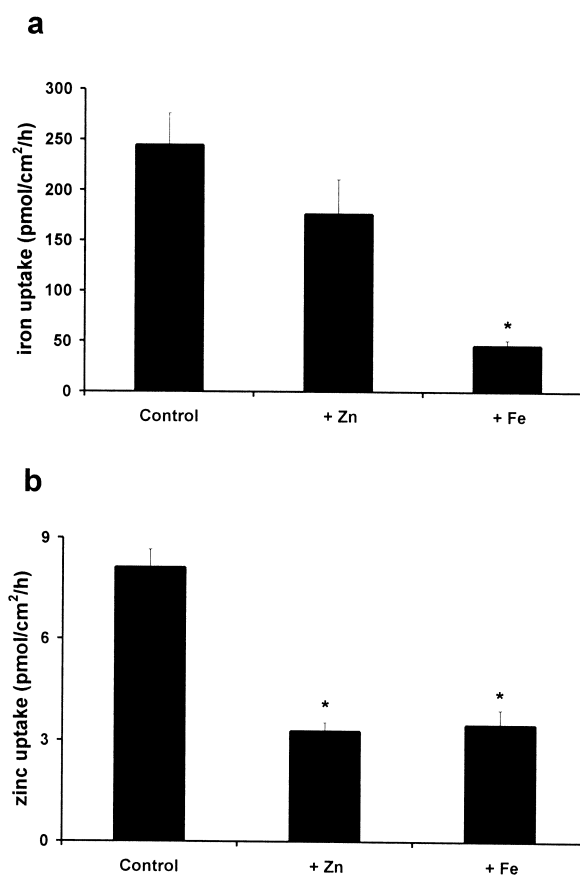 a
iron uptake (pmol/cm²/h)
300
250
200
150
100
50
0
*
Control + Zn + Fe
b
zinc uptake (pmol/cm²/h)
9
6
3
0
* *
Control + Zn + Fe